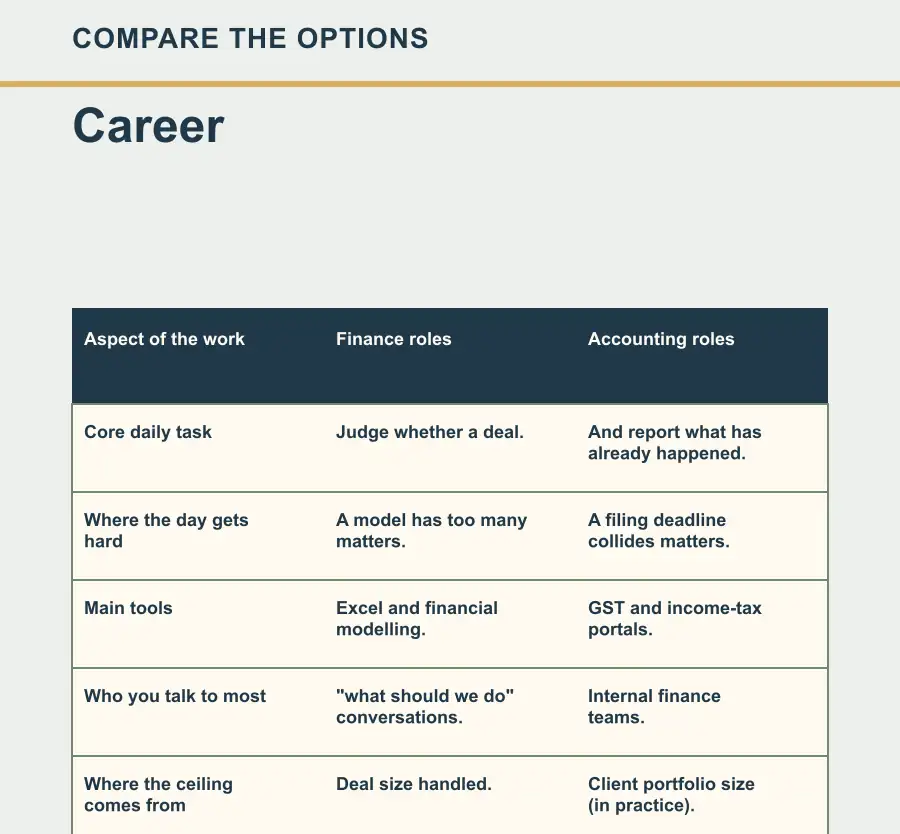 COMPARE THE OPTIONS
Career
Aspect of the work
Finance roles
Accounting roles
Core daily task
Judge whether a deal.
And report what has
already happened.
Where the day gets
hard
A model has too many
matters.
A filing deadline
collides matters.
Main tools
Excel and financial
modelling.
GST and income-tax
portals.
Who you talk to most
"what should we do"
conversations.
Internal finance
teams.
Where the ceiling
comes from
Deal size handled.
Client portfolio size
(in practice).